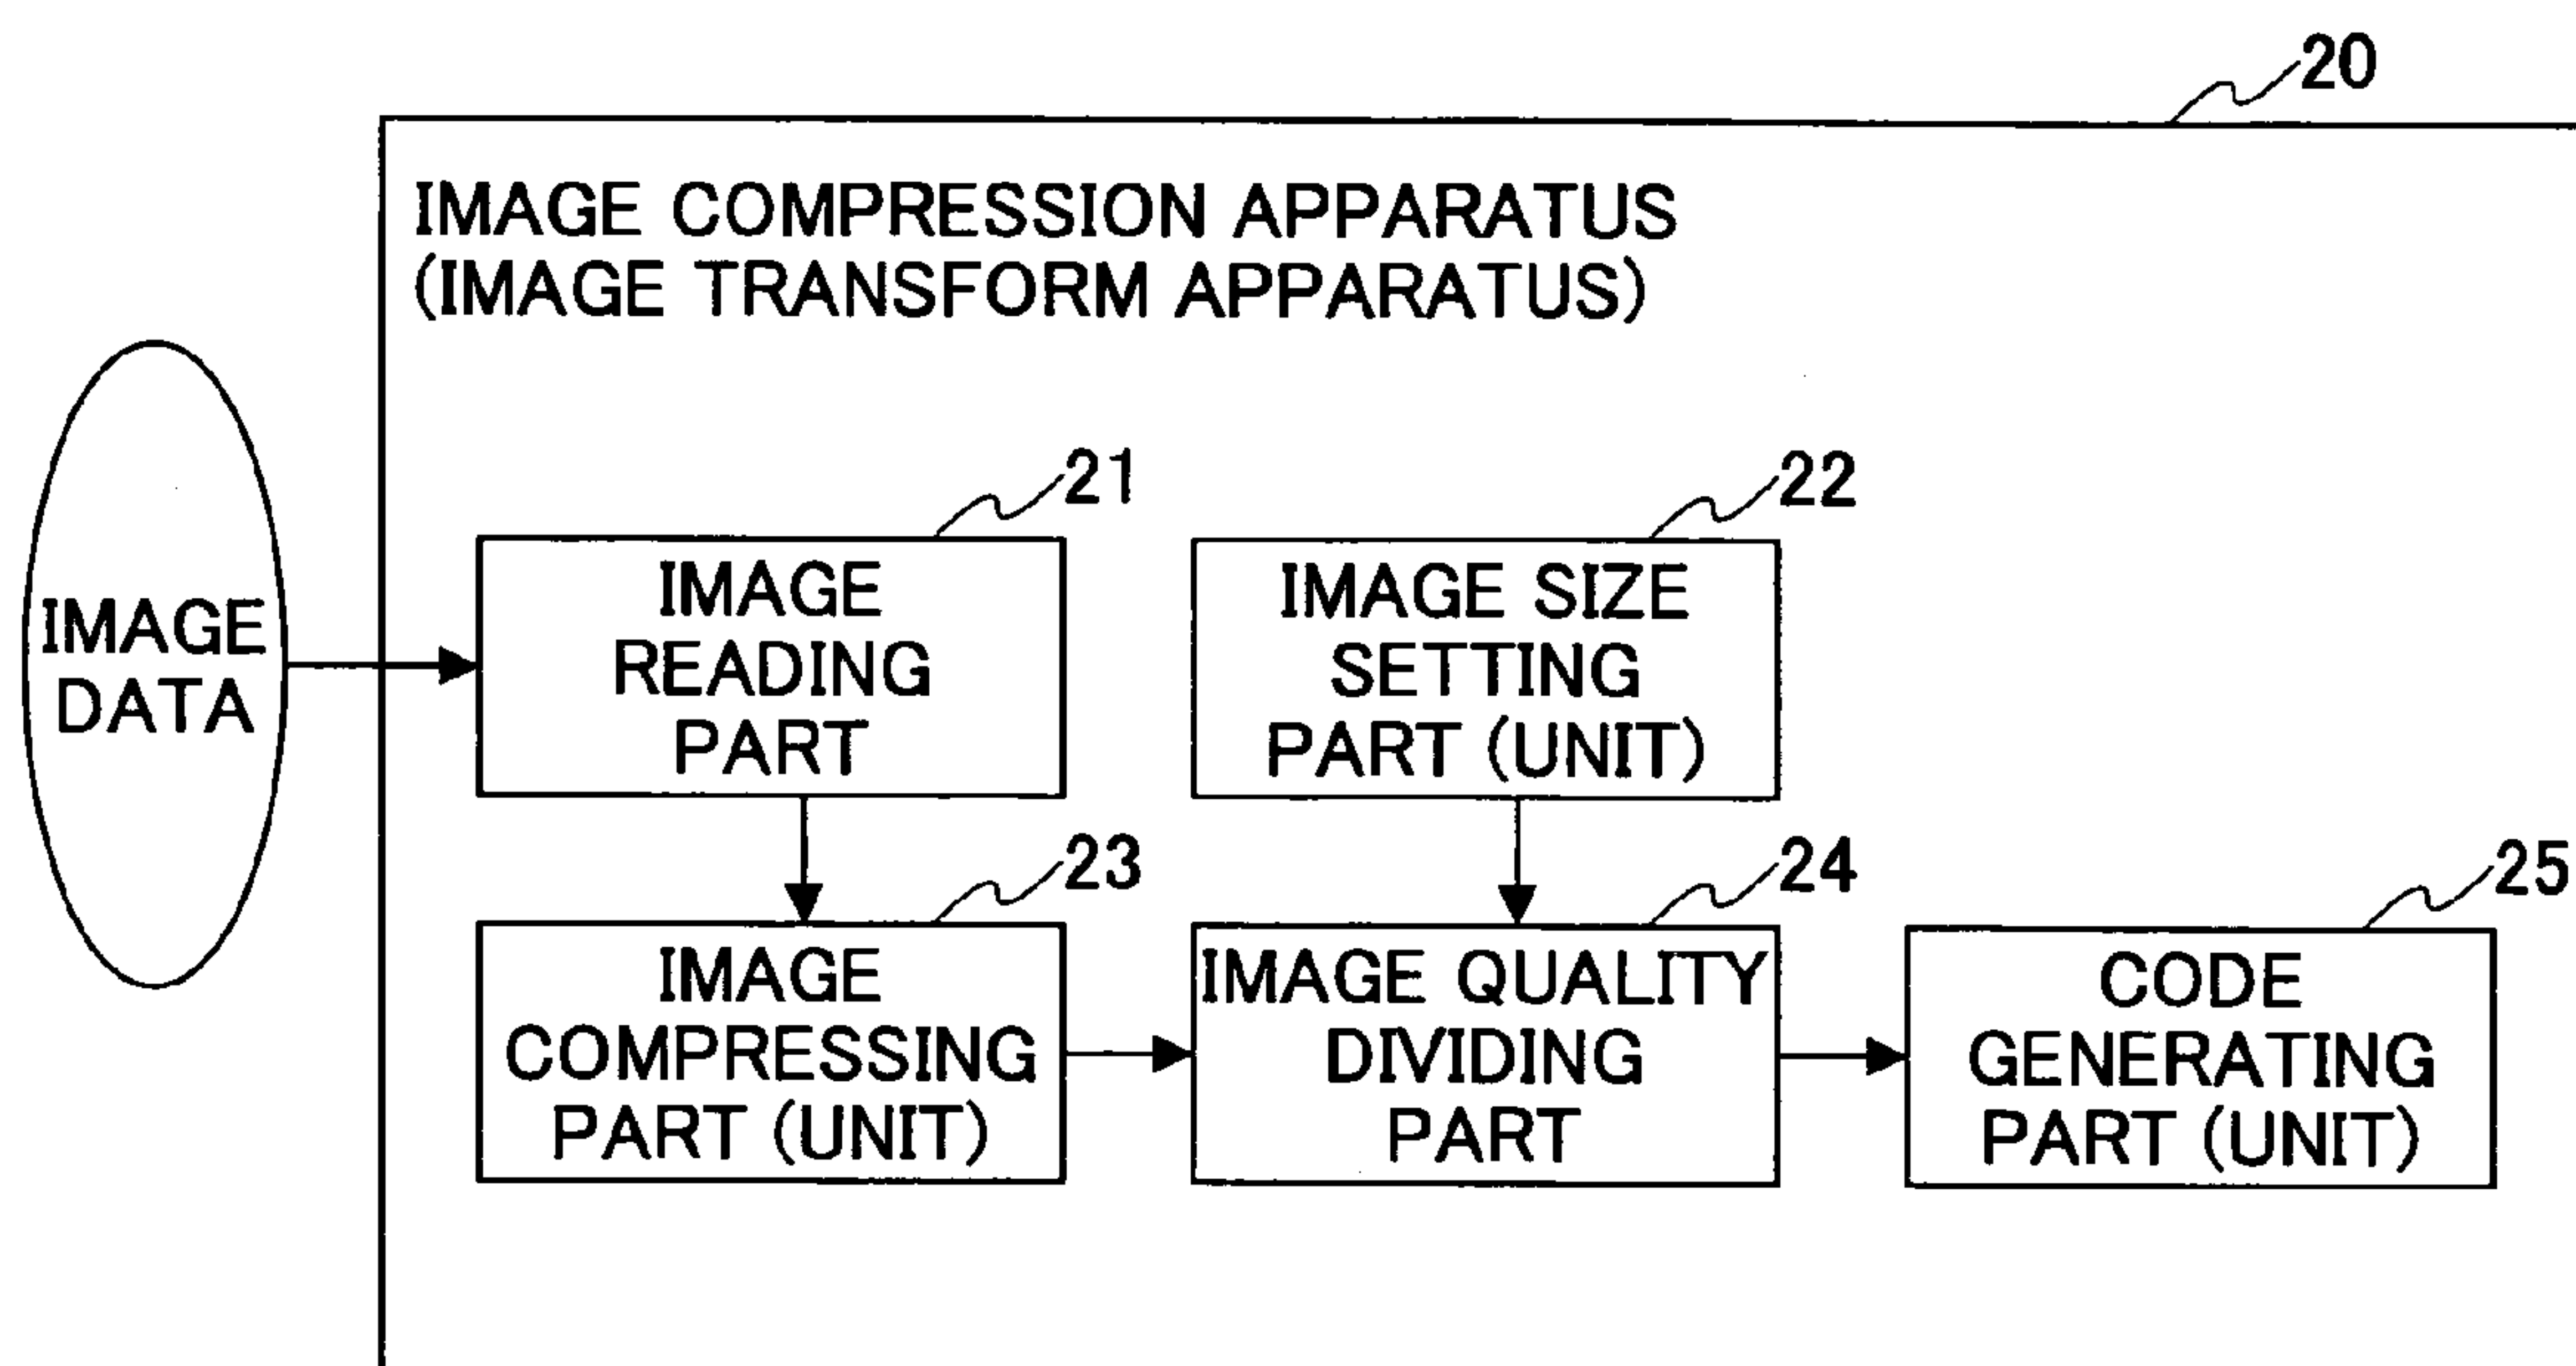 20
IMAGE COMPRESSION APPARATUS
(IMAGE TRANSFORM APPARATUS)
IMAGE
DATA
21
IMAGE
READING
PART
22
IMAGE SIZE
SETTING
PART (UNIT)
23
IMAGE
COMPRESSING
PART (UNIT)
24
IMAGE QUALITY
DIVIDING
PART
25
CODE
GENERATING
PART (UNIT)